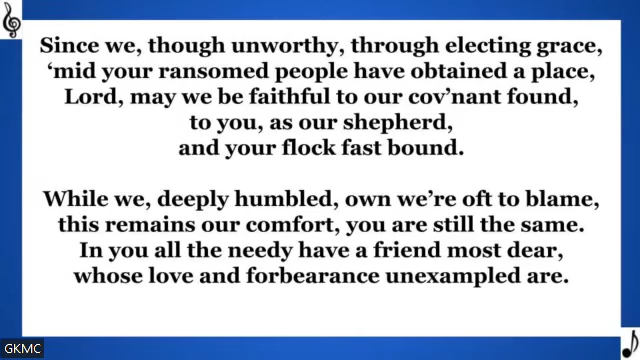 Since we, though unworthy, through electing grace,
‘mid your ransomed people have obtained a place,
Lord, may we be faithful to our cov’nant found,
to you, as our shepherd,
and your flock fast bound.
While we, deeply humbled, own we’re oft to blame,
this remains our comfort, you are still the same.
In you all the needy have a friend most dear,
whose love and forbearance unexampled are.
GKMC